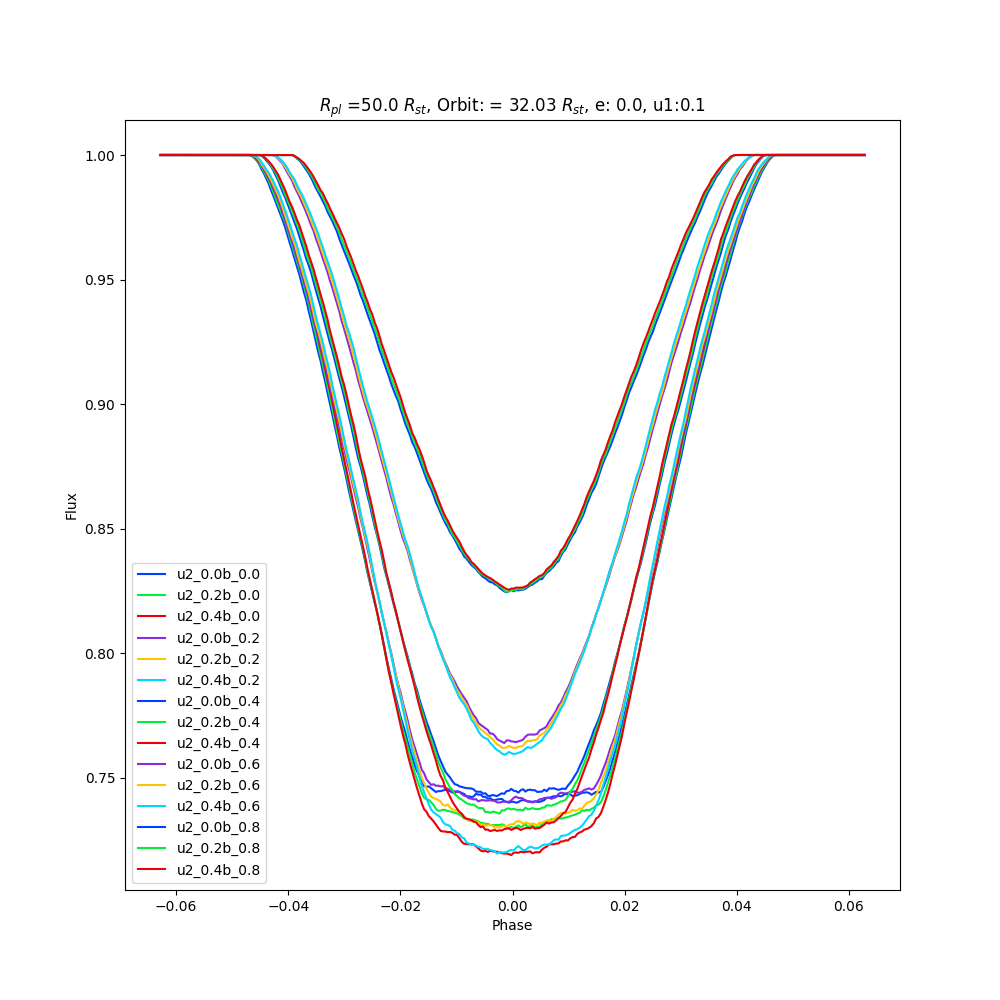 R_pl =50.0 R_st, Orbit: = 32.03 R_st, e: 0.0, u1:0.1
1.00
0.95
0.90
0.85
0.80
0.75
Flux
u2_0.0b_0.0
u2_0.2b_0.0
u2_0.4b_0.0
u2_0.0b_0.2
u2_0.2b_0.2
u2_0.4b_0.2
u2_0.0b_0.4
u2_0.2b_0.4
u2_0.4b_0.4
u2_0.0b_0.6
u2_0.2b_0.6
u2_0.4b_0.6
u2_0.0b_0.8
u2_0.2b_0.8
u2_0.4b_0.8
−0.06 −0.04 −0.02 0.00 0.02 0.04 0.06
Phase